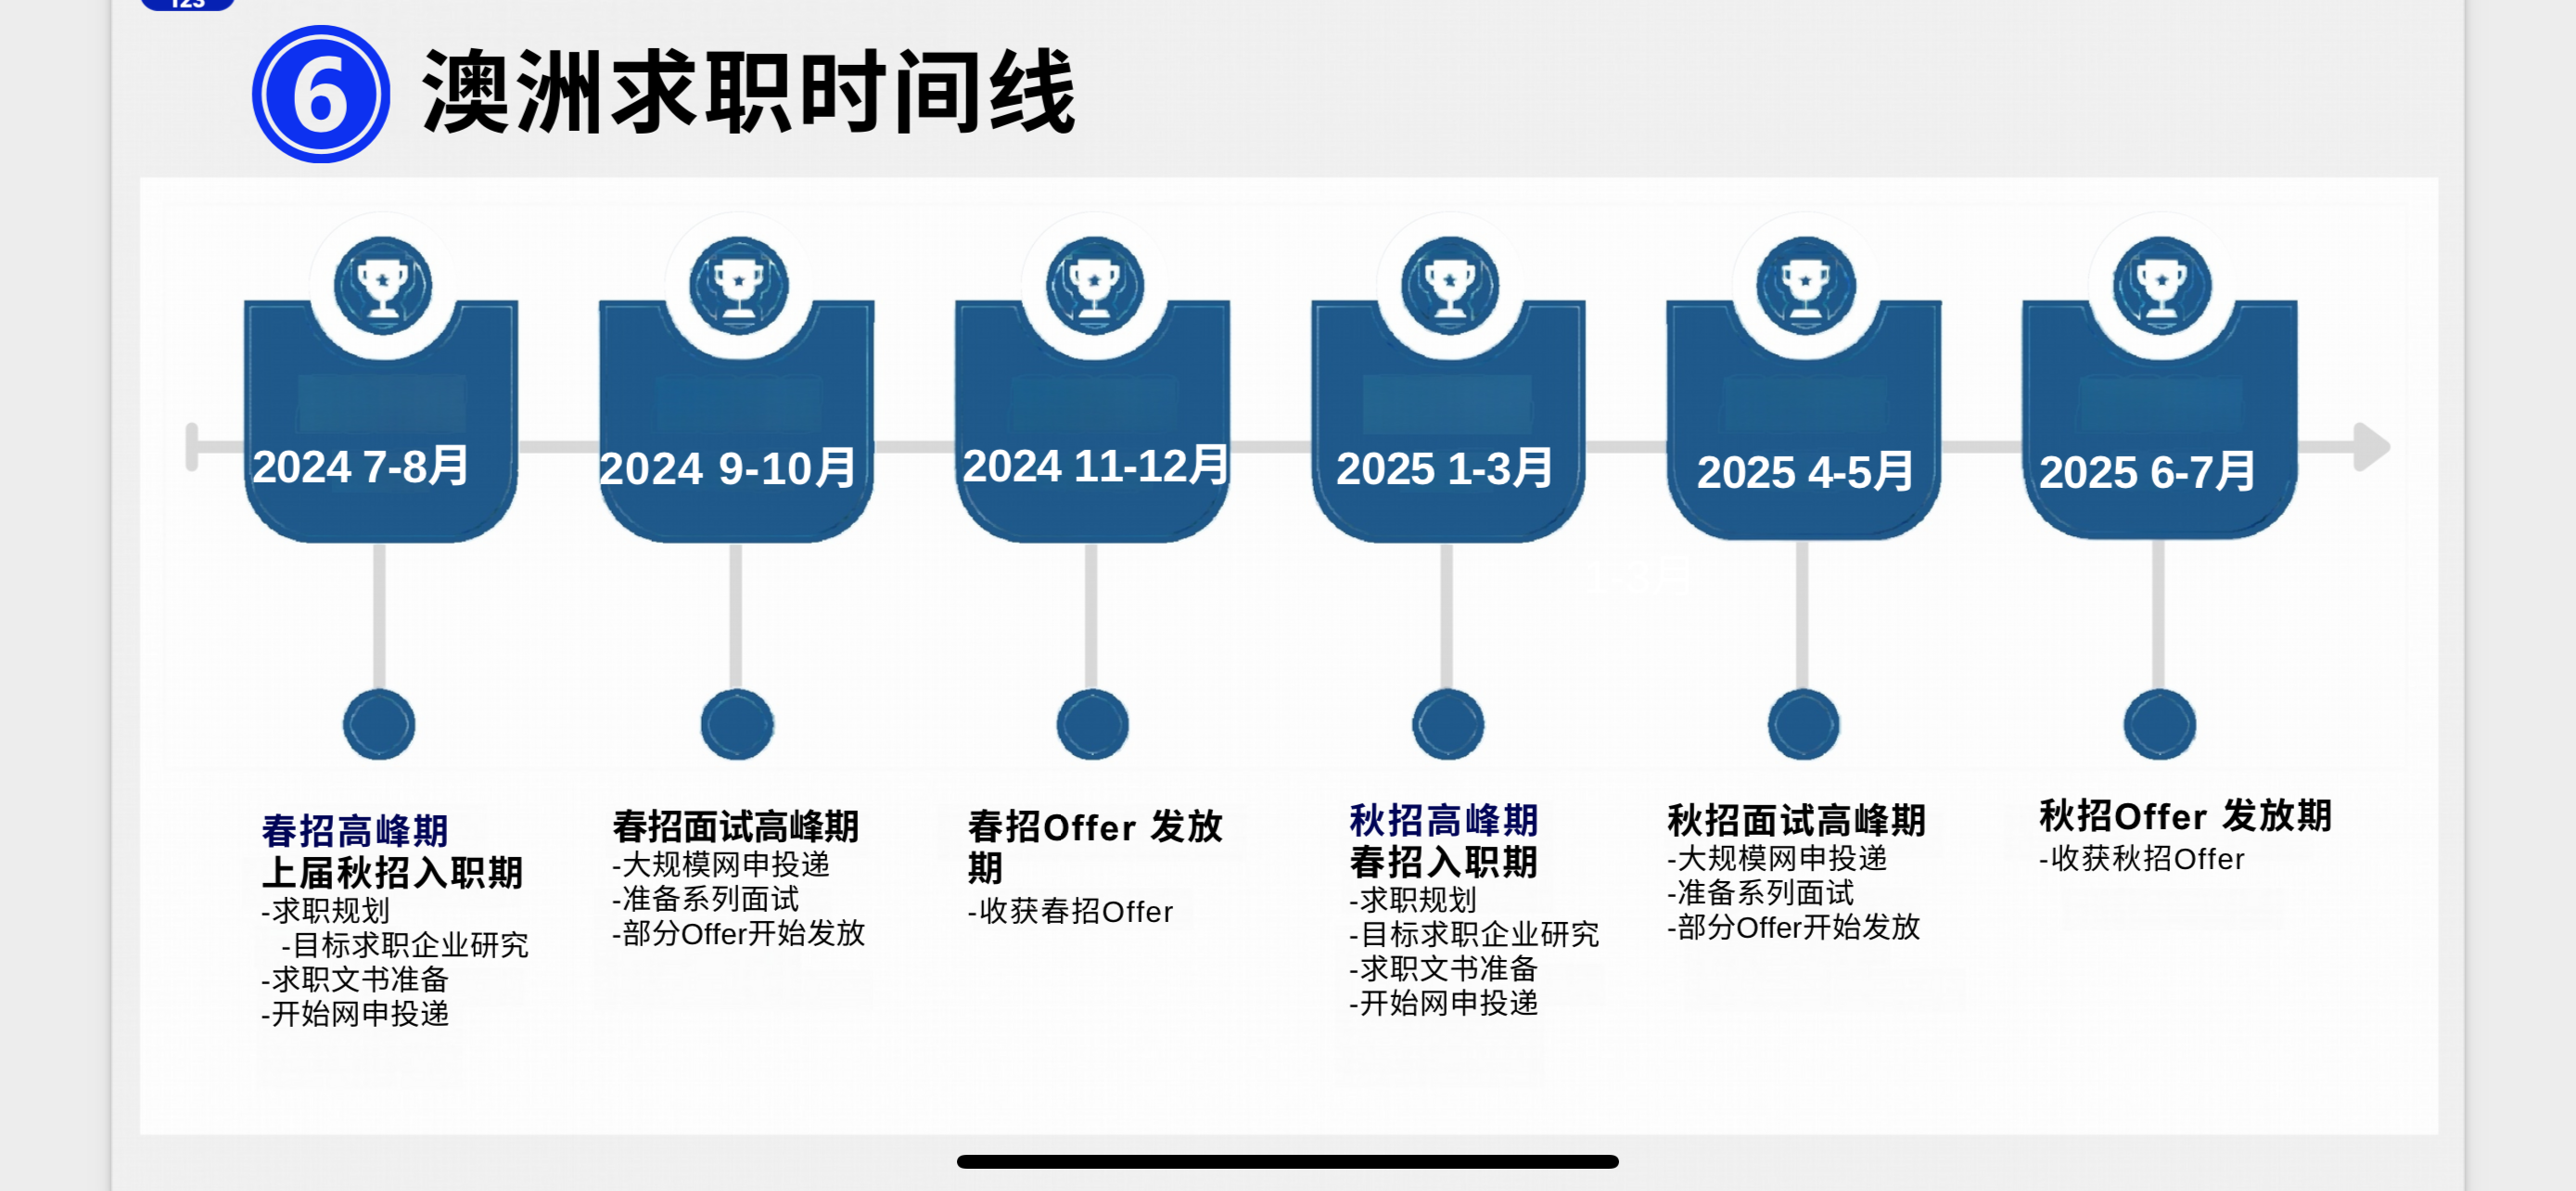 123
6 澳洲求职时间线
2024 7-8月
2024 9-10月
2024 11-12月
2025 1-3月
2025 4-5月
2025 6-7月
1-3月
春招高峰期
上届秋招入职期
-求职规划
-目标求职企业研究
-求职文书准备
-开始网申投递
春招面试高峰期
-大规模网申投递
-准备系列面试
-部分Offer开始发放
春招Offer 发放
期
-收获春招Offer
秋招高峰期
春招入职期
-求职规划
-目标求职企业研究
-求职文书准备
-开始网申投递
秋招面试高峰期
-大规模网申投递
-准备系列面试
-部分Offer开始发放
秋招Offer 发放期
-收获秋招Offer